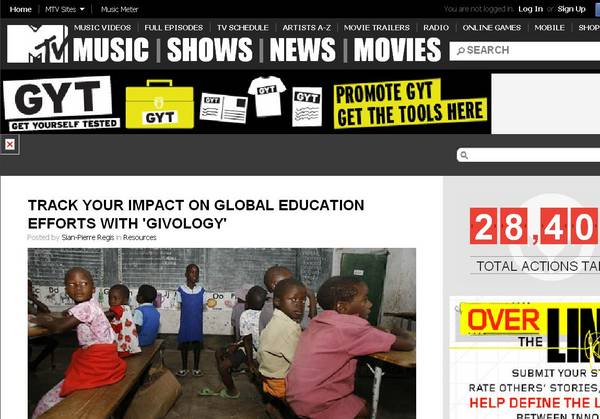 Home MTV Sites Music Meter You are not logged in. Log In or Sign Up
MUSIC VIDEOS FULL EPISODES TV SCHEDULE ARTISTS A-Z MOVIE TRAILERS RADIO ONLINE GAMES MOBILE SHOP
MTV MUSIC | SHOWS | NEWS | MOVIES SEARCH
GYT
GET YOURSELF TESTED
GYT
PROMOTE GYT
GET THE TOOLS HERE
TRACK YOUR IMPACT ON GLOBAL EDUCATION
EFFORTS WITH 'GIVOLOGY'
Posted by Sian-Pierre Regis in Resources
28,40
TOTAL ACTIONS TA
OVER
THE LIN
SUBMIT YOUR S
RATE OTHERS' STORIES,
HELP DEFINE THE L
BETWEEN INNO